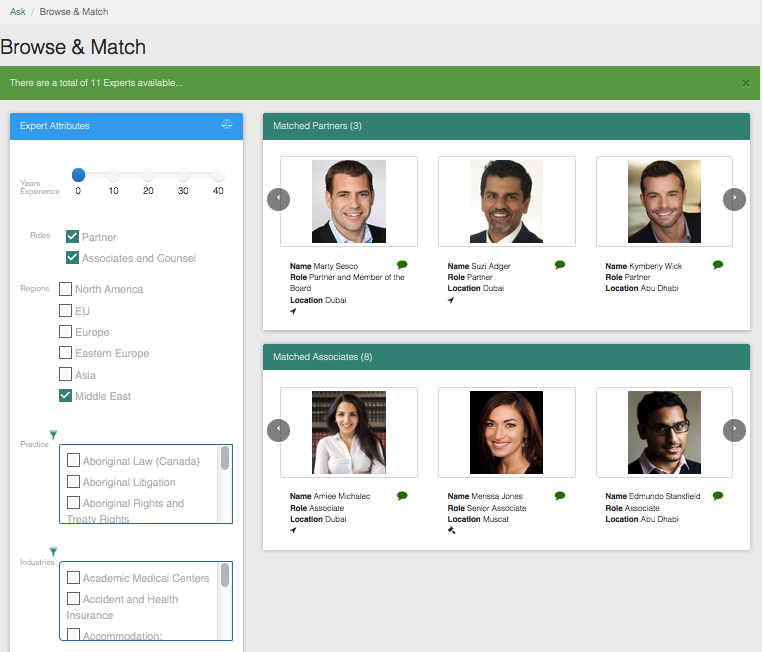 Ask / Browse & Match
Browse & Match
There are a total of 11 Experts available...
×
Expert Attributes
Years
Experience
0 10 20 30 40
Roles
Partner
Associates and Counsel
Regions
North America
EU
Europe
Eastern Europe
Asia
Middle East
Practice
Aboriginal Law (Canada)
Aboriginal Litigation
Aboriginal Rights and
Treaty Rights
Industries
Academic Medical Centers
Accident and Health
Insurance
Accommodation:
Matched Partners (3)
‹
›
Name Marty Sesco
Role Partner and Member of the
Board
Location Dubai
Name Suzi Adger
Role Partner
Location Dubai
Name Kymberly Wick
Role Partner
Location Abu Dhabi
Matched Associates (8)
‹
›
Name Amiee Michalec
Role Associate
Location Dubai
Name Merissa Jones
Role Senior Associate
Location Muscat
Name Edmundo Stansfield
Role Associate
Location Abu Dhabi